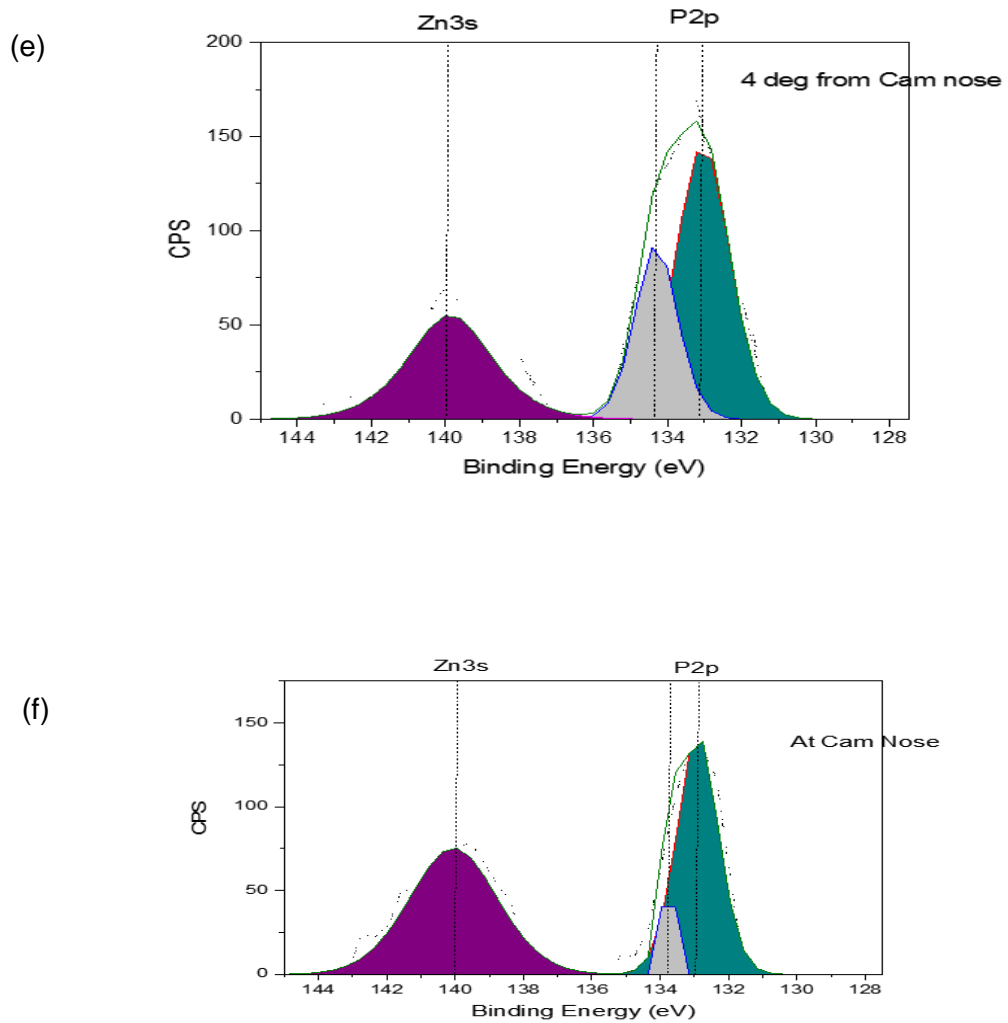 (e)
Zn3s P2p
4 deg from Cam nose
200
150
100
50
0
CPS
144 142 140 138 136 134 132 130 128
Binding Energy (eV)
(f)
Zn3s P2p
At Cam Nose
150
100
50
0
CPS
144 142 140 138 136 134 132 130 128
Binding Energy (eV)